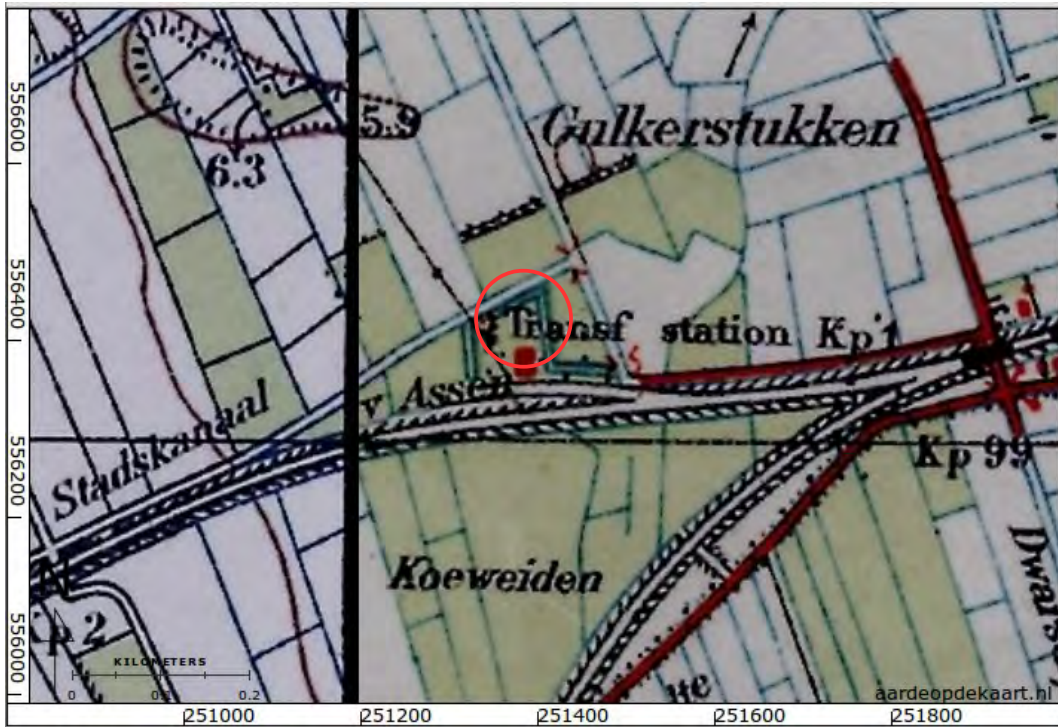 5.9
Gulkerstukken
6.3
Transf station Kp 1
v Assen
Stadskanaal
Kp 99
Koeweiden
Kp 2
N
KILOMETERS
0 0.1 0.2
aardeopdekaart.nl
556600
556400
556200
556000
251000 251200 251400 251600 251800